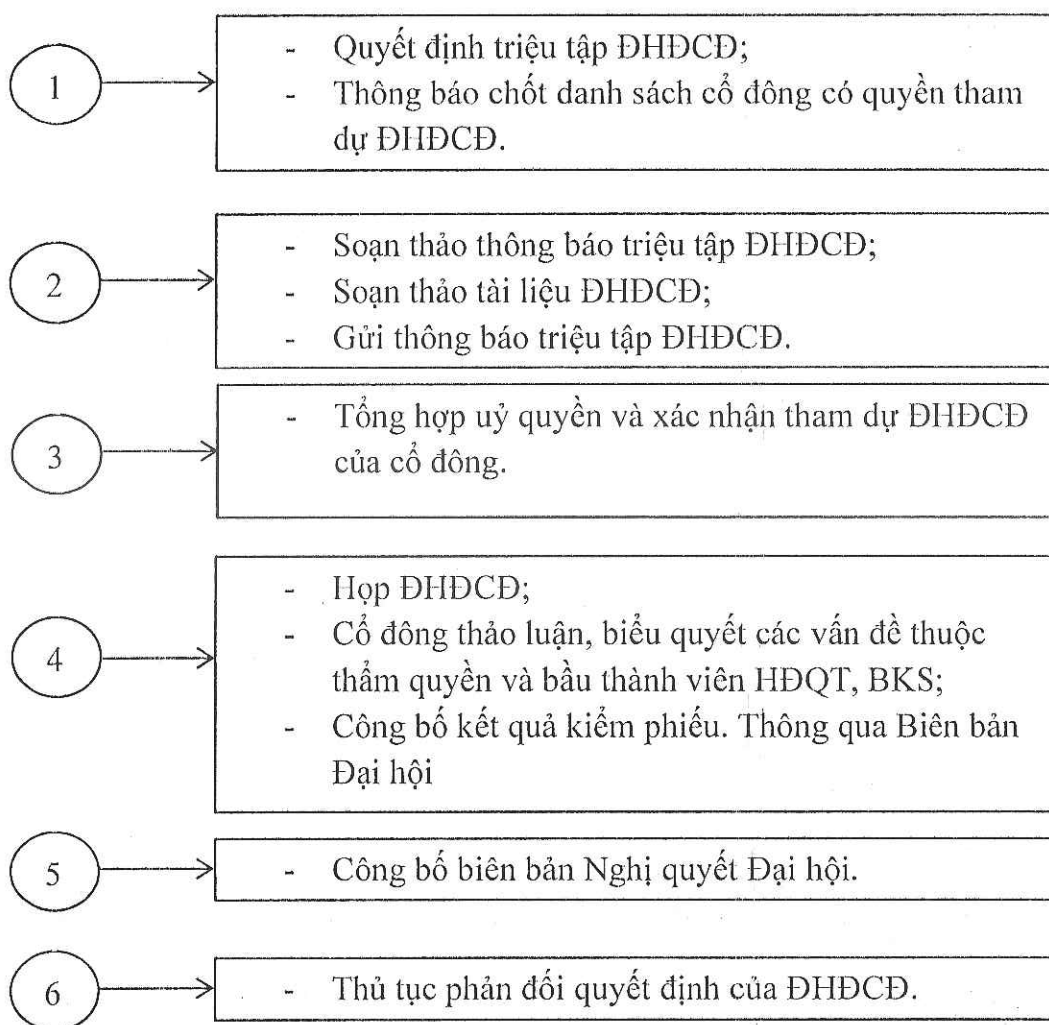 1
- Quyết định triệu tập ĐHĐCĐ;
- Thông báo chốt danh sách cổ đông có quyền tham
dự ĐHĐCĐ.
2
- Soạn thảo thông báo triệu tập ĐHĐCĐ;
- Soạn thảo tài liệu ĐHĐCĐ;
- Gửi thông báo triệu tập ĐHĐCĐ.
3
- Tổng hợp uỷ quyền và xác nhận tham dự ĐHĐCĐ
của cổ đông.
4
- Họp ĐHĐCĐ;
- Cổ đông thảo luận, biểu quyết các vấn đề thuộc
thẩm quyền và bầu thành viên HĐQT, BKS;
- Công bố kết quả kiểm phiếu. Thông qua Biên bản
Đại hội
5
- Công bố biên bản Nghị quyết Đại hội.
6
- Thủ tục phản đối quyết định của ĐHĐCĐ.